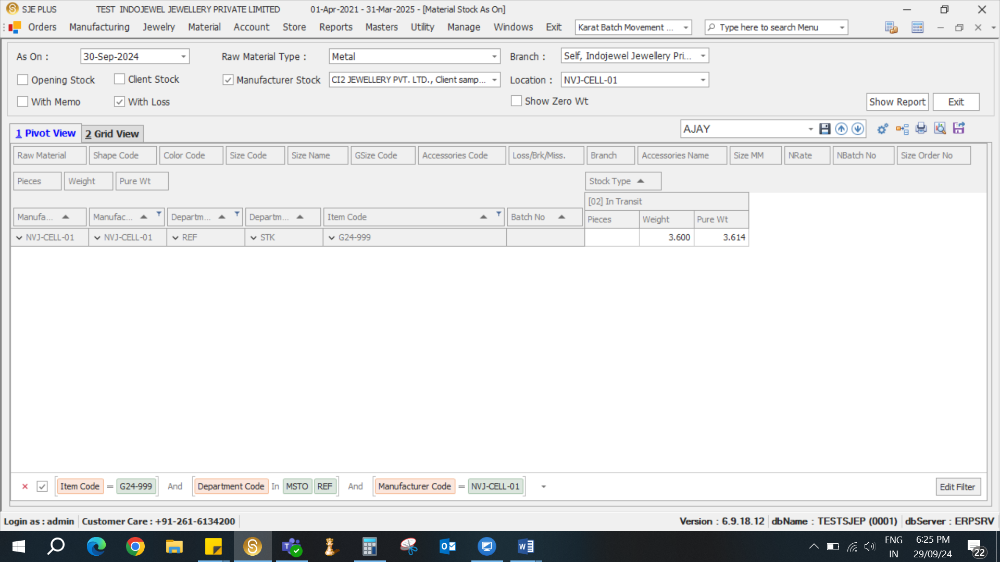 SJE PLUS TEST INDOJEWEL JEWELLERY PRIVATE LIMITED 01-Apr-2021 - 31-Mar-2025 - [Material Stock As On]
Orders Manufacturing Jewelry Material Account Store Reports Masters Utility Manage Windows Exit Karat Batch Movement ... Type here to search Menu
As On : 30-Sep-2024 Raw Material Type : Metal Branch : Self, Indojewel Jewellery Pri...
Opening Stock Client Stock Manufacturer Stock CI2 JEWELLERY PVT. LTD., Client samp... Location : NVJ-CELL-01
With Memo With Loss Show Zero Wt Show Report Exit
1 Pivot View 2 Grid View AJAY
Raw Material Shape Code Color Code Size Code Size Name GSize Code Accessories Code Loss/Brk/Miss. Branch Accessories Name Size MM NRate NBatch No Size Order No
Pieces Weight Pure Wt Stock Type
[02] In Transit
Manufa... Manufac... Departm... Departm... Item Code Batch No Pieces Weight Pure Wt
NVJ-CELL-01 NVJ-CELL-01 REF STK G24-999 3.600 3.614
Item Code = G24-999 And Department Code In MSTO REF And Manufacturer Code = NVJ-CELL-01 Edit Filter
Login as : admin Customer Care : +91-261-6134200 Version : 6.9.18.12 dbName : TESTSJEP (0001) dbServer : ERPSRV
ENG 6:25 PM
IN 29/09/24 22